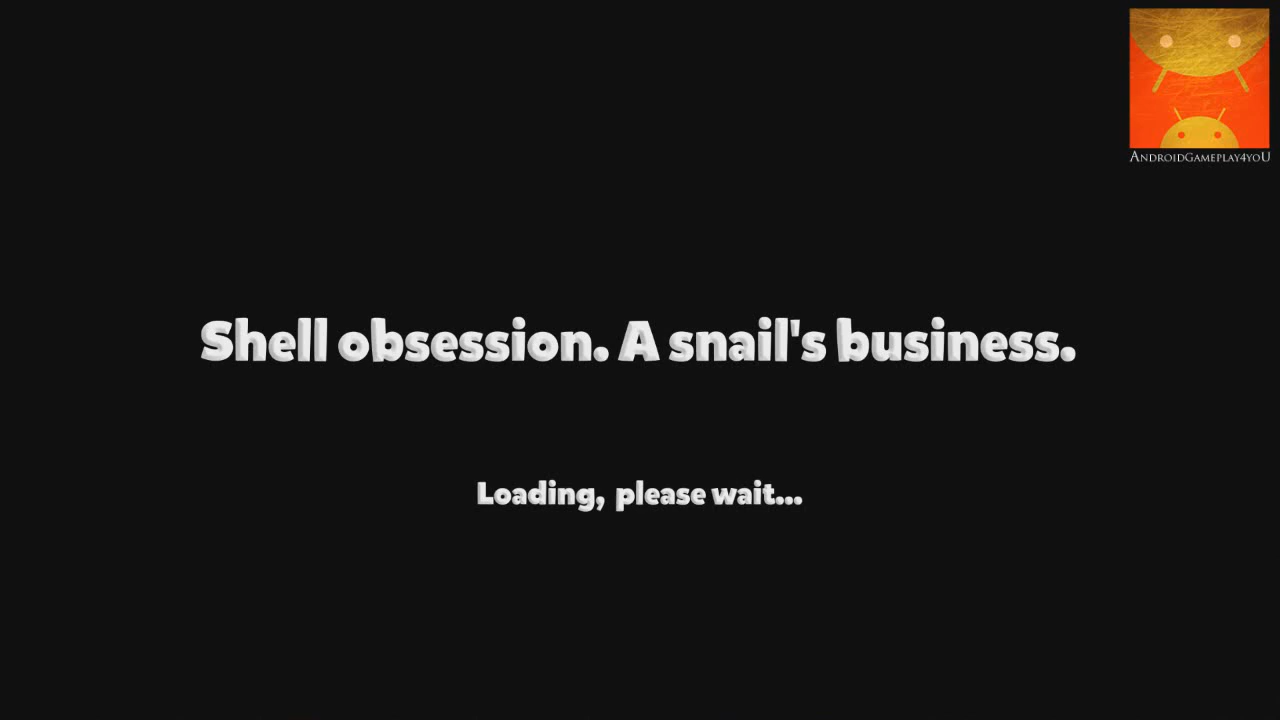 AndroidGameplay4yoU
Shell obsession. A snail's business.
Loading, please wait...